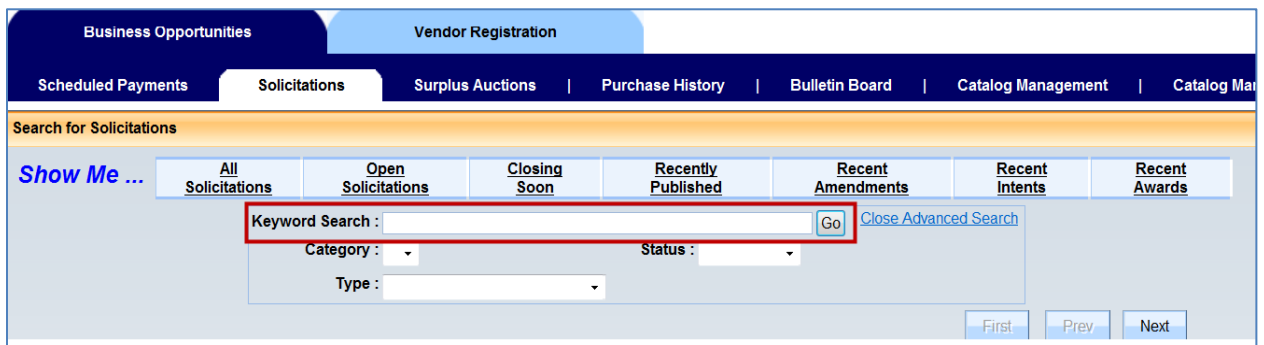 Business Opportunities Vendor Registration
Scheduled Payments Solicitations Surplus Auctions | Purchase History | Bulletin Board | Catalog Management | Catalog
Search for Solicitations
Show Me ... All Solicitations Open Solicitations Closing Soon Recently Published Recent Amendments Recent Intents Recent Awards
Keyword Search : Go Close Advanced Search
Category : Status :
Type :
First Prev Next